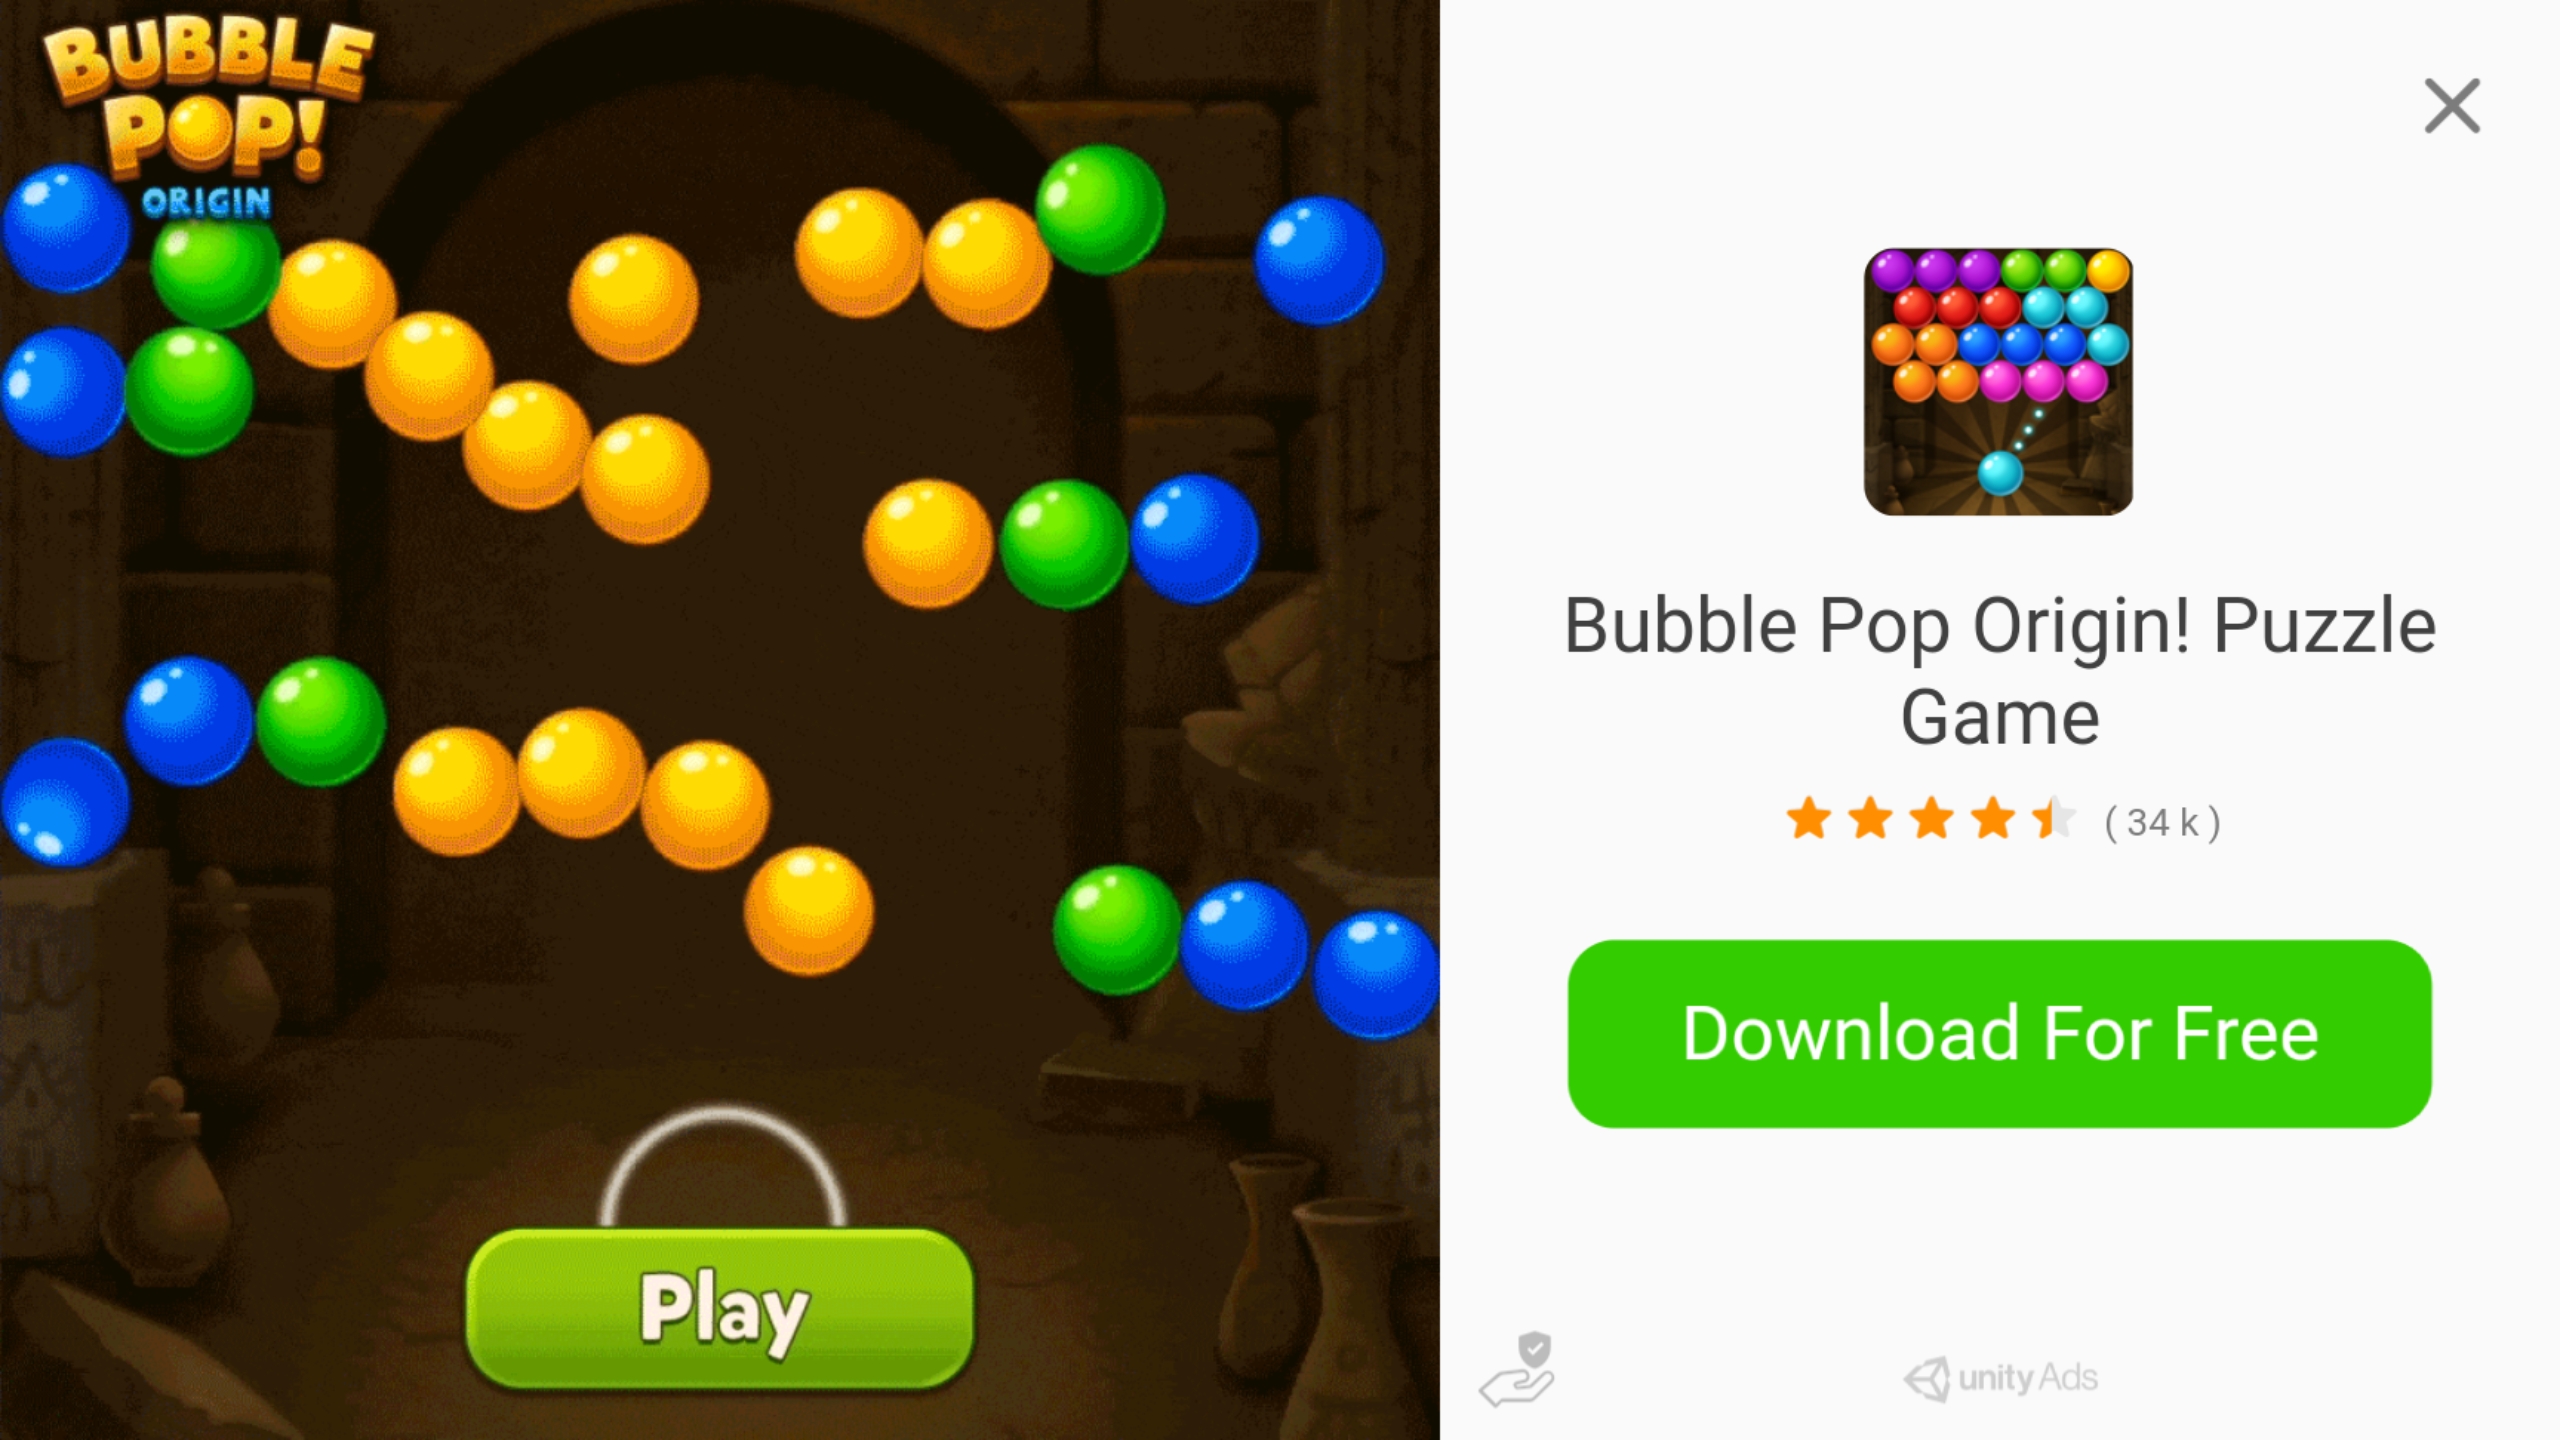 BUBBLE
POP!
ORIGIN
Play
Bubble Pop Origin! Puzzle
Game
( 34 k )
Download For Free
unity Ads